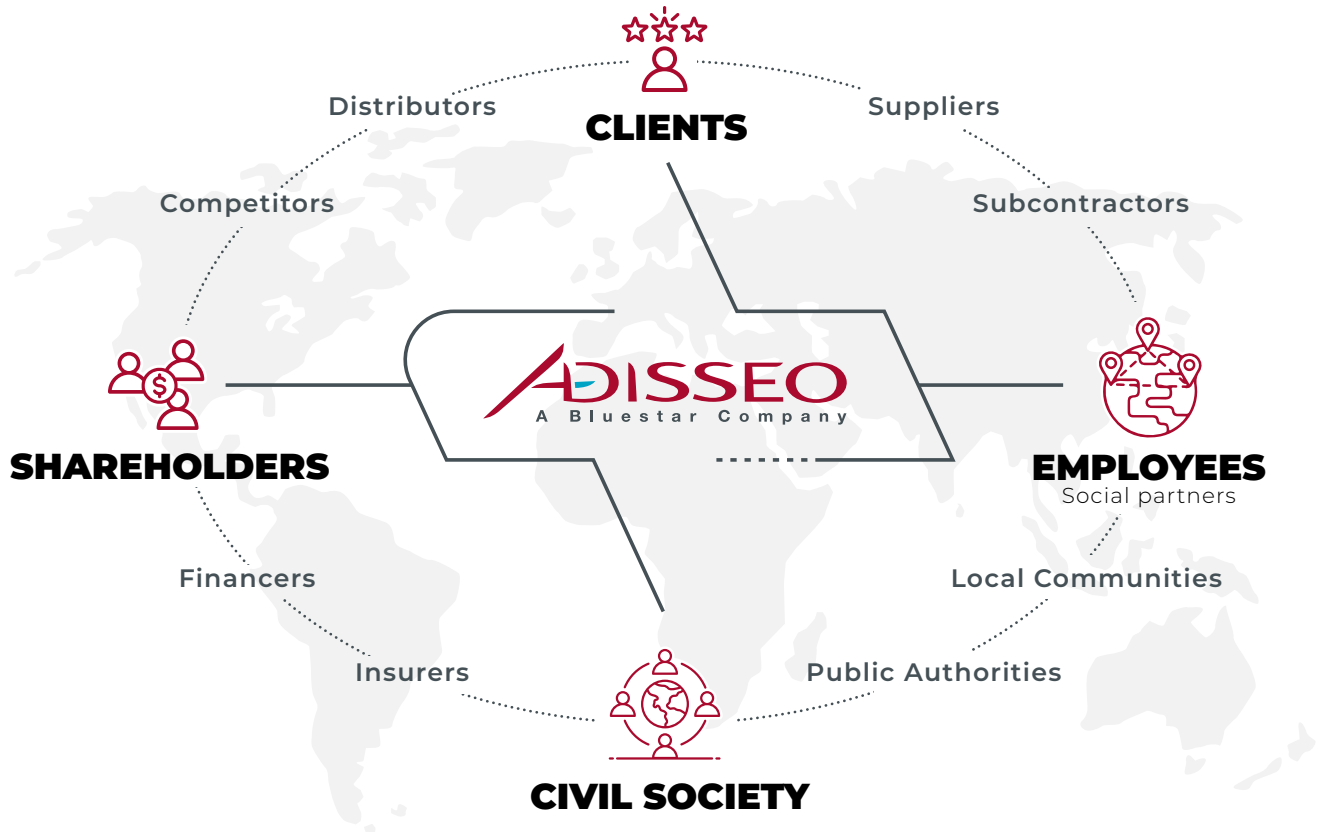 Distributors
Suppliers
CLIENTS
Competitors
Subcontractors
$
ADISSEO
A Bluestar Company
SHAREHOLDERS
EMPLOYEES
Social partners
Financers
Local Communities
Insurers
Public Authorities
CIVIL SOCIETY